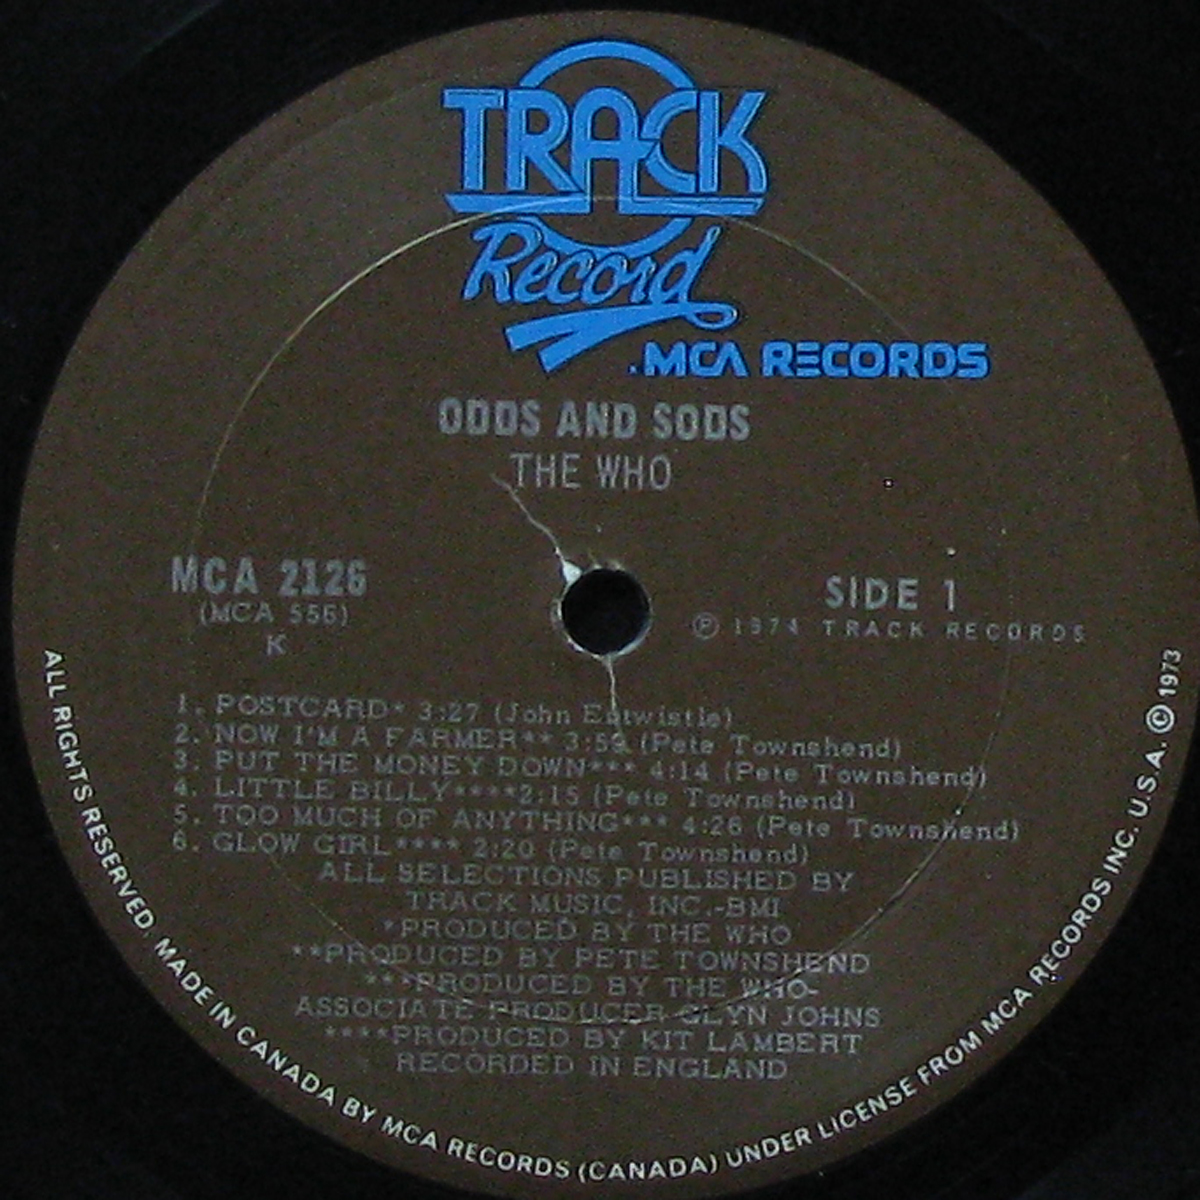 TRACK
Record
.MCA RECORDS
ODDS AND SODS
THE WHO
MCA 2126
(MCA 556)
K
SIDE 1
℗ 1974 TRACK RECORDS
1. POSTCARD* 3:27 (John Entwistle)
2. NOW I'M A FARMER** 3:59 (Pete Townshend)
3. PUT THE MONEY DOWN*** 4:14 (Pete Townshend)
4. LITTLE BILLY****2:15 (Pete Townshend)
5. TOO MUCH OF ANYTHING*** 4:26 (Pete Townshend)
6. GLOW GIRL**** 2:20 (Pete Townshend)
ALL SELECTIONS PUBLISHED BY
TRACK MUSIC, INC.-BMI
*PRODUCED BY THE WHO
**PRODUCED BY PETE TOWNSHEND
***PRODUCED BY THE WHO-
ASSOCIATE PRODUCER GLYN JOHNS
****PRODUCED BY KIT LAMBERT
RECORDED IN ENGLAND
ALL RIGHTS RESERVED. MADE IN CANADA BY MCA RECORDS (CANADA) UNDER LICENSE FROM MCA RECORDS INC. U.S.A. © 1973